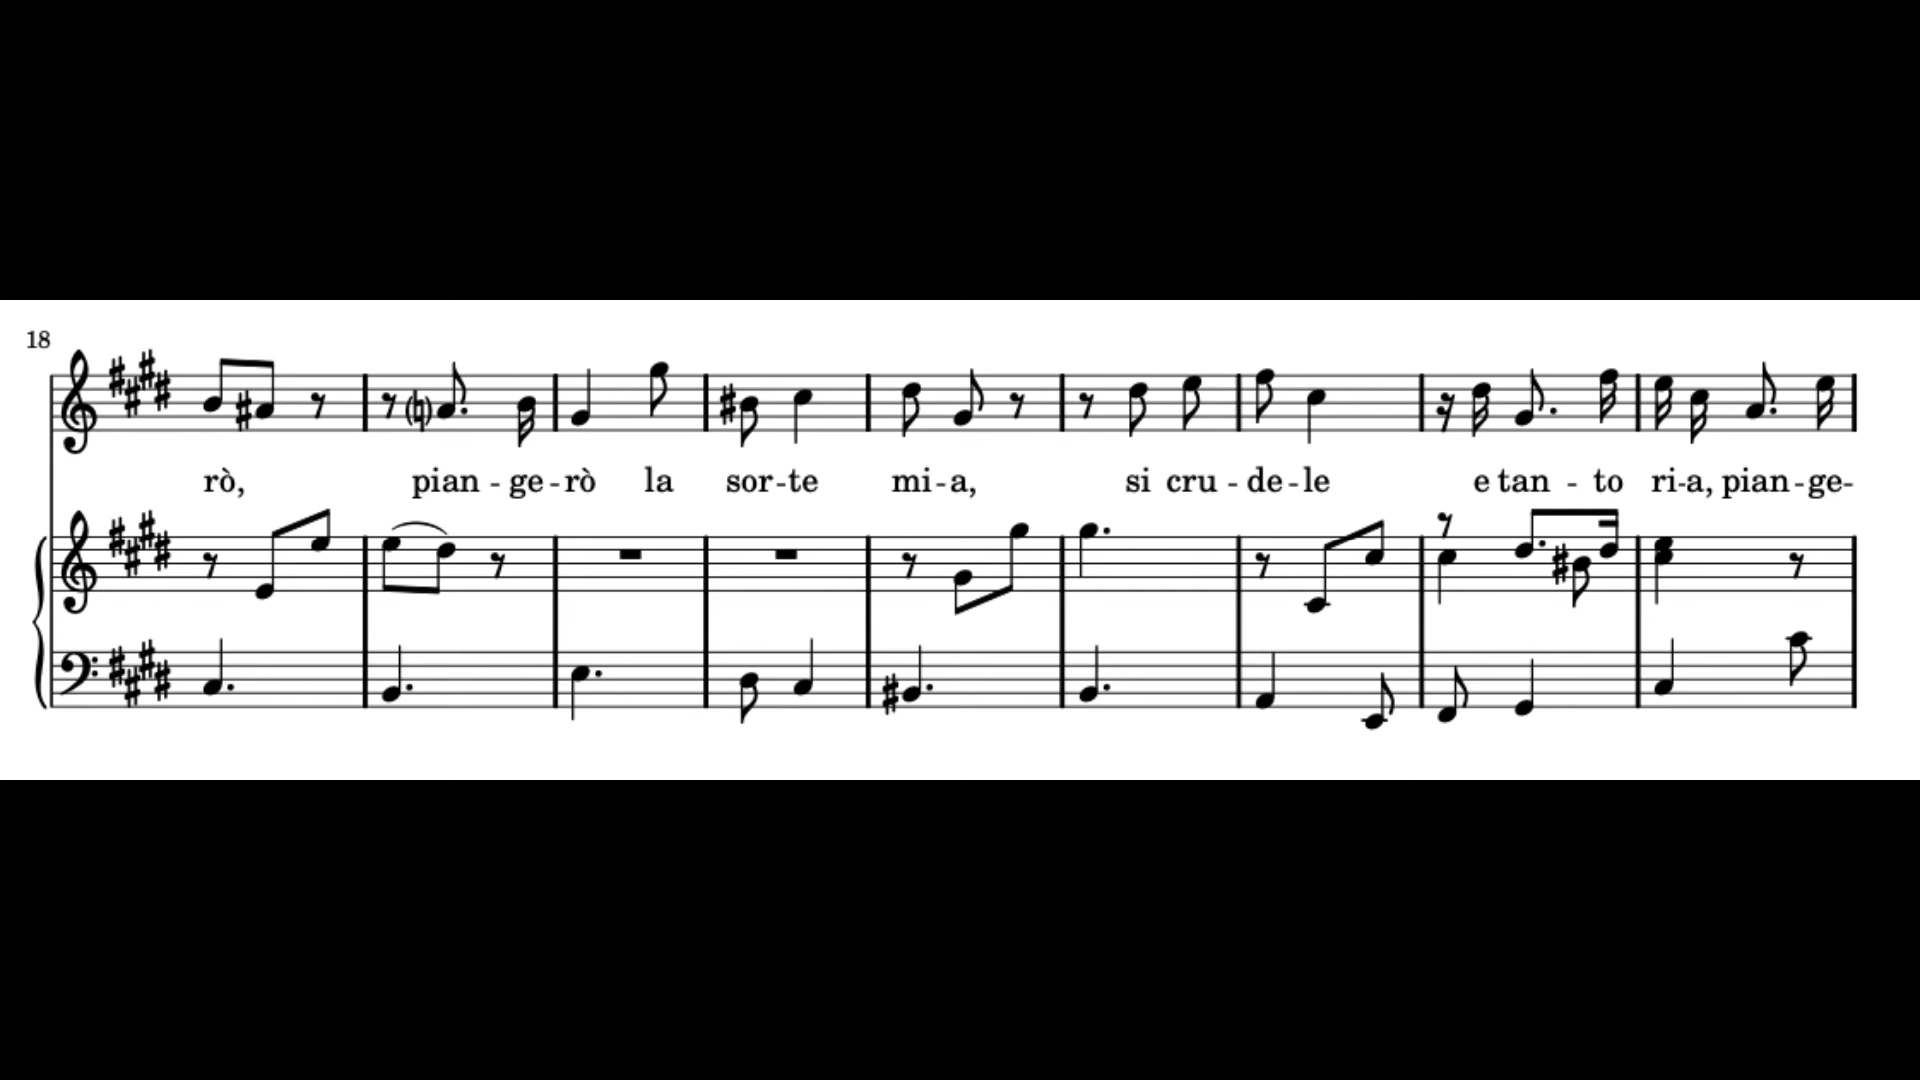 18
rò, pian - ge - rò la sor - te mi - a, si cru - de - le e tan - to ri - a, pian - ge -